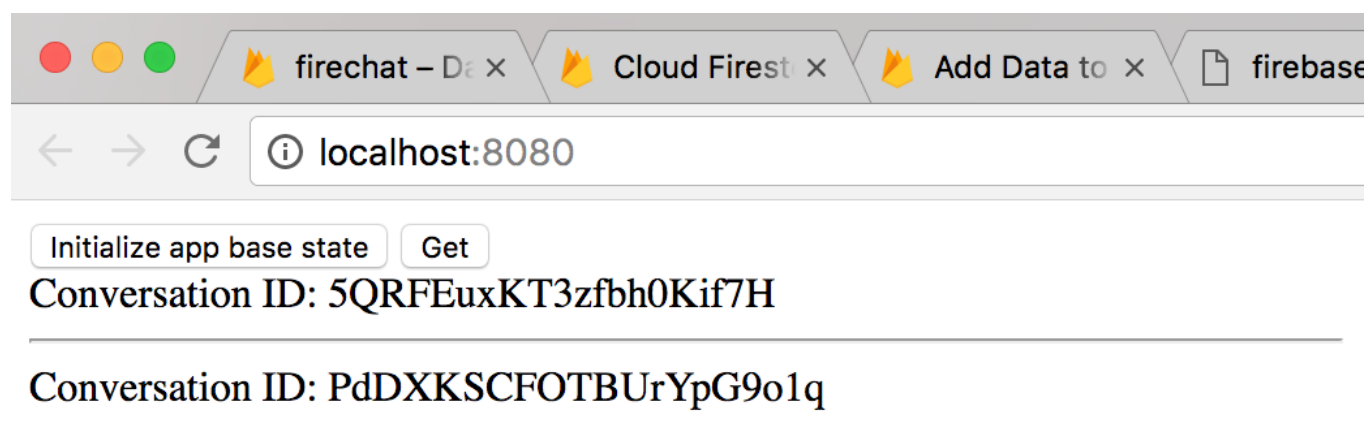 firechat – Da
Cloud Firest
Add Data to
firebase
localhost:8080
Initialize app base state Get
Conversation ID: 5QRFEuxKT3zfbh0Kif7H
Conversation ID: PdDXKSCFOTBUrYpG9o1q